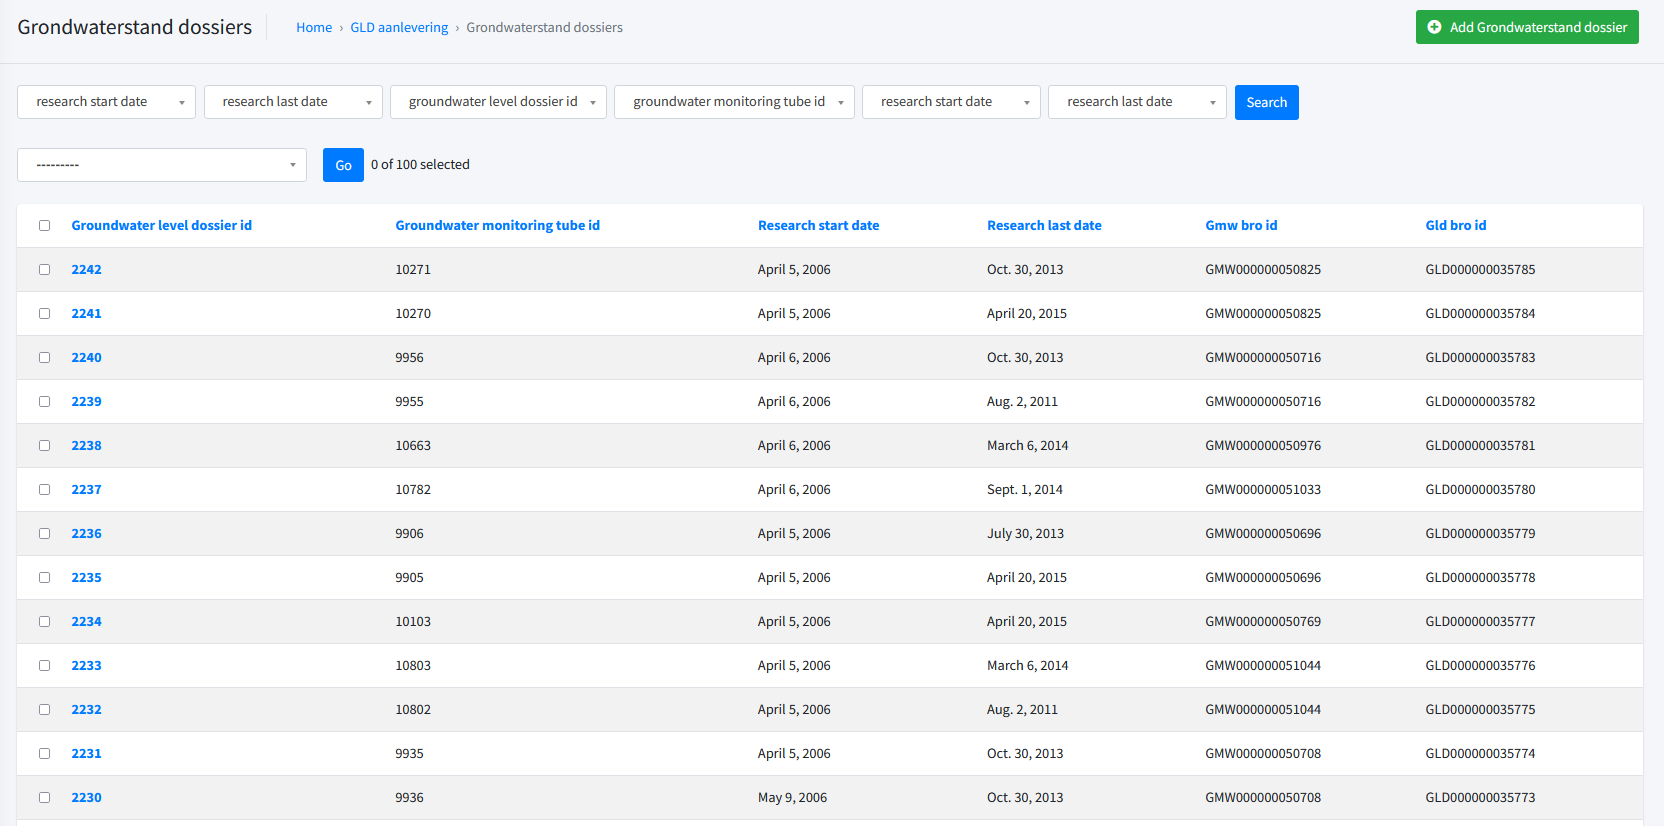 Grondwaterstand dossiers
Home › GLD aanlevering › Grondwaterstand dossiers
Add Grondwaterstand dossier
research start date research last date groundwater level dossier id groundwater monitoring tube id research start date research last date Search
--------- Go 0 of 100 selected
Groundwater level dossier id Groundwater monitoring tube id Research start date Research last date Gmw bro id Gld bro id
2242 10271 April 5, 2006 Oct. 30, 2013 GMW000000050825 GLD000000035785
2241 10270 April 5, 2006 April 20, 2015 GMW000000050825 GLD000000035784
2240 9956 April 6, 2006 Oct. 30, 2013 GMW000000050716 GLD000000035783
2239 9955 April 6, 2006 Aug. 2, 2011 GMW000000050716 GLD000000035782
2238 10663 April 6, 2006 March 6, 2014 GMW000000050976 GLD000000035781
2237 10782 April 6, 2006 Sept. 1, 2014 GMW000000051033 GLD000000035780
2236 9906 April 5, 2006 July 30, 2013 GMW000000050696 GLD000000035779
2235 9905 April 5, 2006 April 20, 2015 GMW000000050696 GLD000000035778
2234 10103 April 5, 2006 April 20, 2015 GMW000000050769 GLD000000035777
2233 10803 April 5, 2006 March 6, 2014 GMW000000051044 GLD000000035776
2232 10802 April 5, 2006 Aug. 2, 2011 GMW000000051044 GLD000000035775
2231 9935 April 5, 2006 Oct. 30, 2013 GMW000000050708 GLD000000035774
2230 9936 May 9, 2006 Oct. 30, 2013 GMW000000050708 GLD000000035773